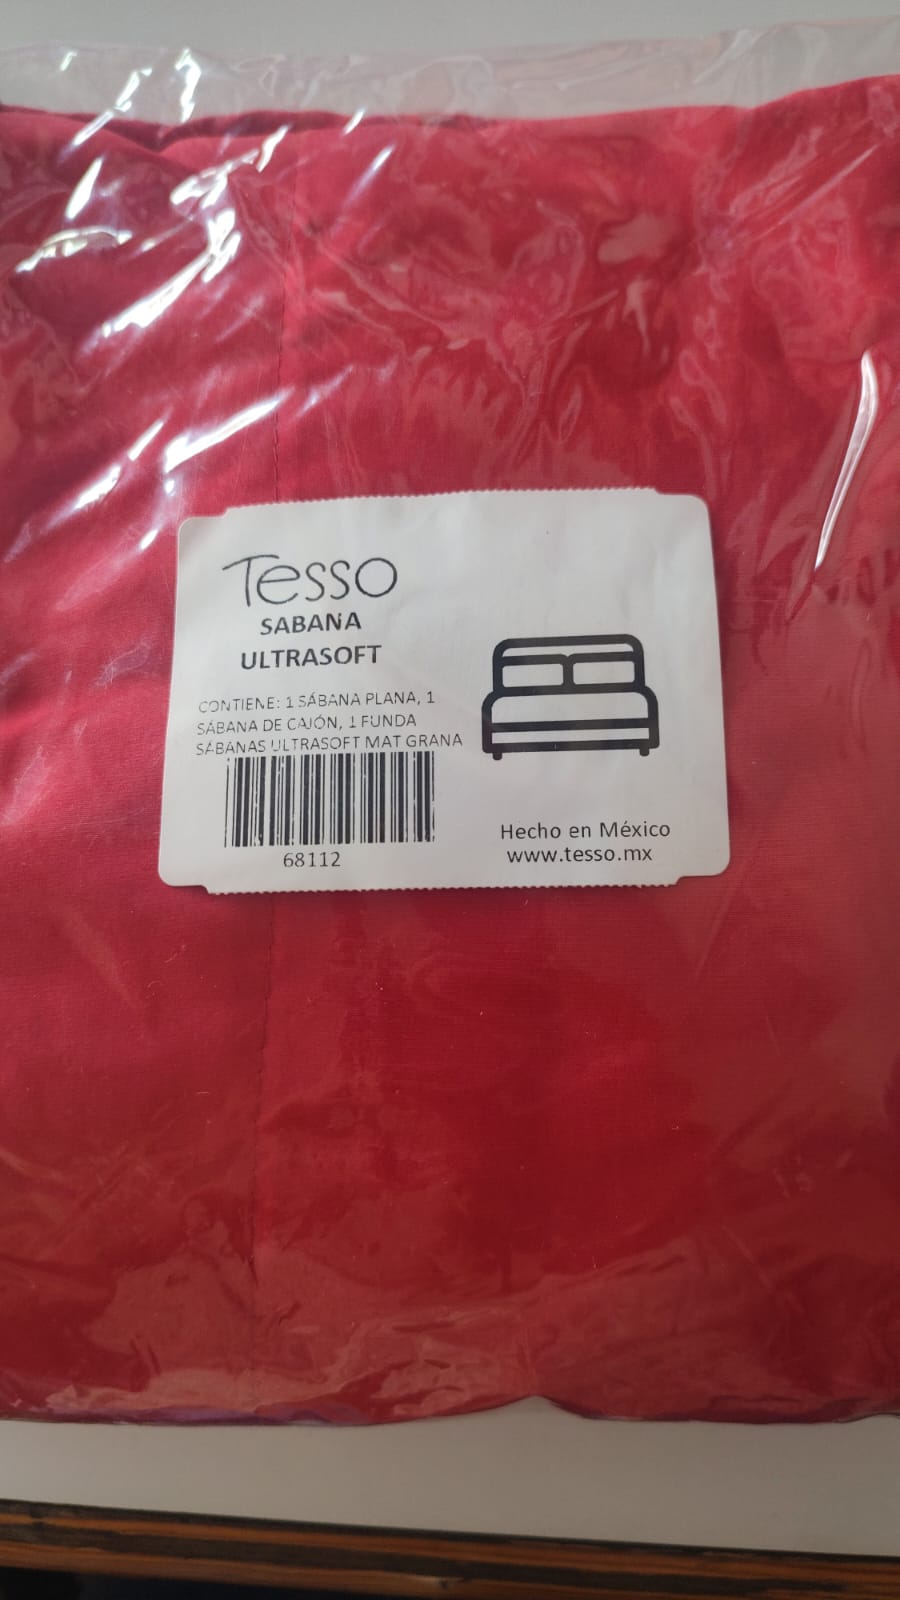 Tesso
SABANA
ULTRASOFT
CONTIENE: 1 SÁBANA PLANA, 1
SÁBANA DE CAJÓN, 1 FUNDA
SÁBANAS ULTRASOFT MAT GRANA
68112
Hecho en México
www.tesso.mx